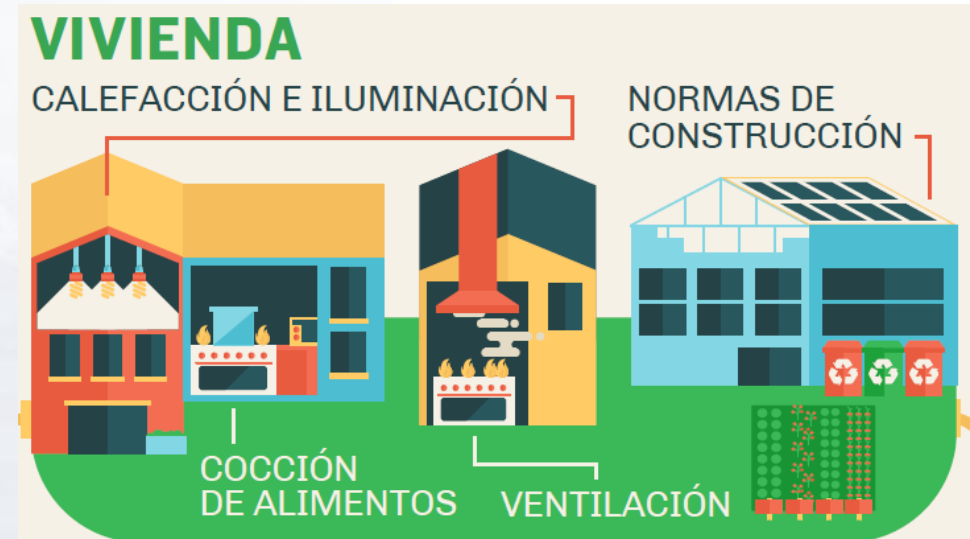 VIVIENDA
CALEFACCIÓN E ILUMINACIÓN
NORMAS DE
CONSTRUCCIÓN
COCCIÓN
DE ALIMENTOS
VENTILACIÓN